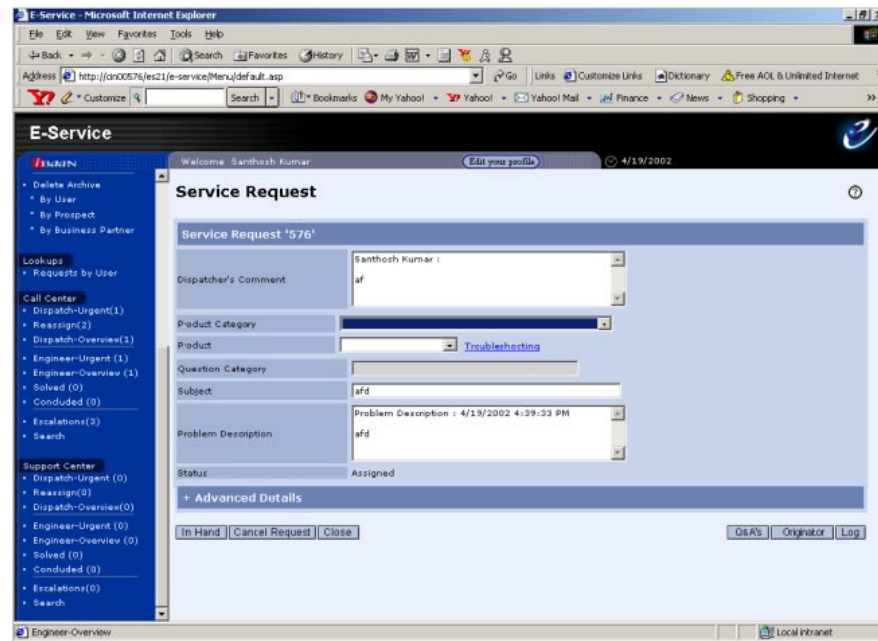 E-Service - Microsoft Internet Explorer
File Edit View Favorites Tools Help
Back Search Favorites History
Address http://cin00576/es21/e-service/Menu/default.asp Go Links Customize Links Dictionary Free AOL & Unlimited Internet
Y! Customize Search Bookmarks My Yahoo! Yahoo! Yahoo! Mail Finance News Shopping »
E-Service
Welcome Santhosh Kumar Edit your profile 4/19/2002
Delete Archive
By User
By Prospect
By Business Partner
Lookups
Requests by User
Call Center
Dispatch-Urgent(1)
Reassign(2)
Dispatch-Overview(1)
Engineer-Urgent (1)
Engineer-Overview (1)
Solved (0)
Conduded (0)
Escalations(3)
Search
Support Center
Dispatch-Urgent (0)
Reassign(0)
Dispatch-Overview(0)
Engineer-Urgent (0)
Engineer-Overview (0)
Solved (0)
Conduded (0)
Escalations(0)
Search
Service Request
Service Request '576'
Dispatcher's Comment
Santhosh Kumar :
af
Product Category
Product Troubleshooting
Question Category
Subject afd
Problem Description
Problem Description : 4/19/2002 4:39:33 PM
afd
Status Assigned
+ Advanced Details
In Hand Cancel Request Close Q&A's Originator Log
Engineer-Overview Local intranet